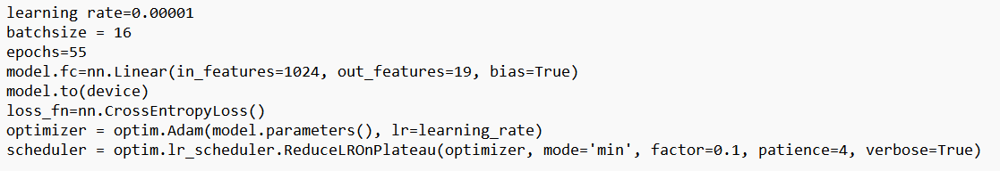 learning rate=0.00001
batchsize = 16
epochs=55
model.fc=nn.Linear(in_features=1024, out_features=19, bias=True)
model.to(device)
loss_fn=nn.CrossEntropyLoss()
optimizer = optim.Adam(model.parameters(), lr=learning_rate)
scheduler = optim.lr_scheduler.ReduceLROnPlateau(optimizer, mode='min', factor=0.1, patience=4, verbose=True)